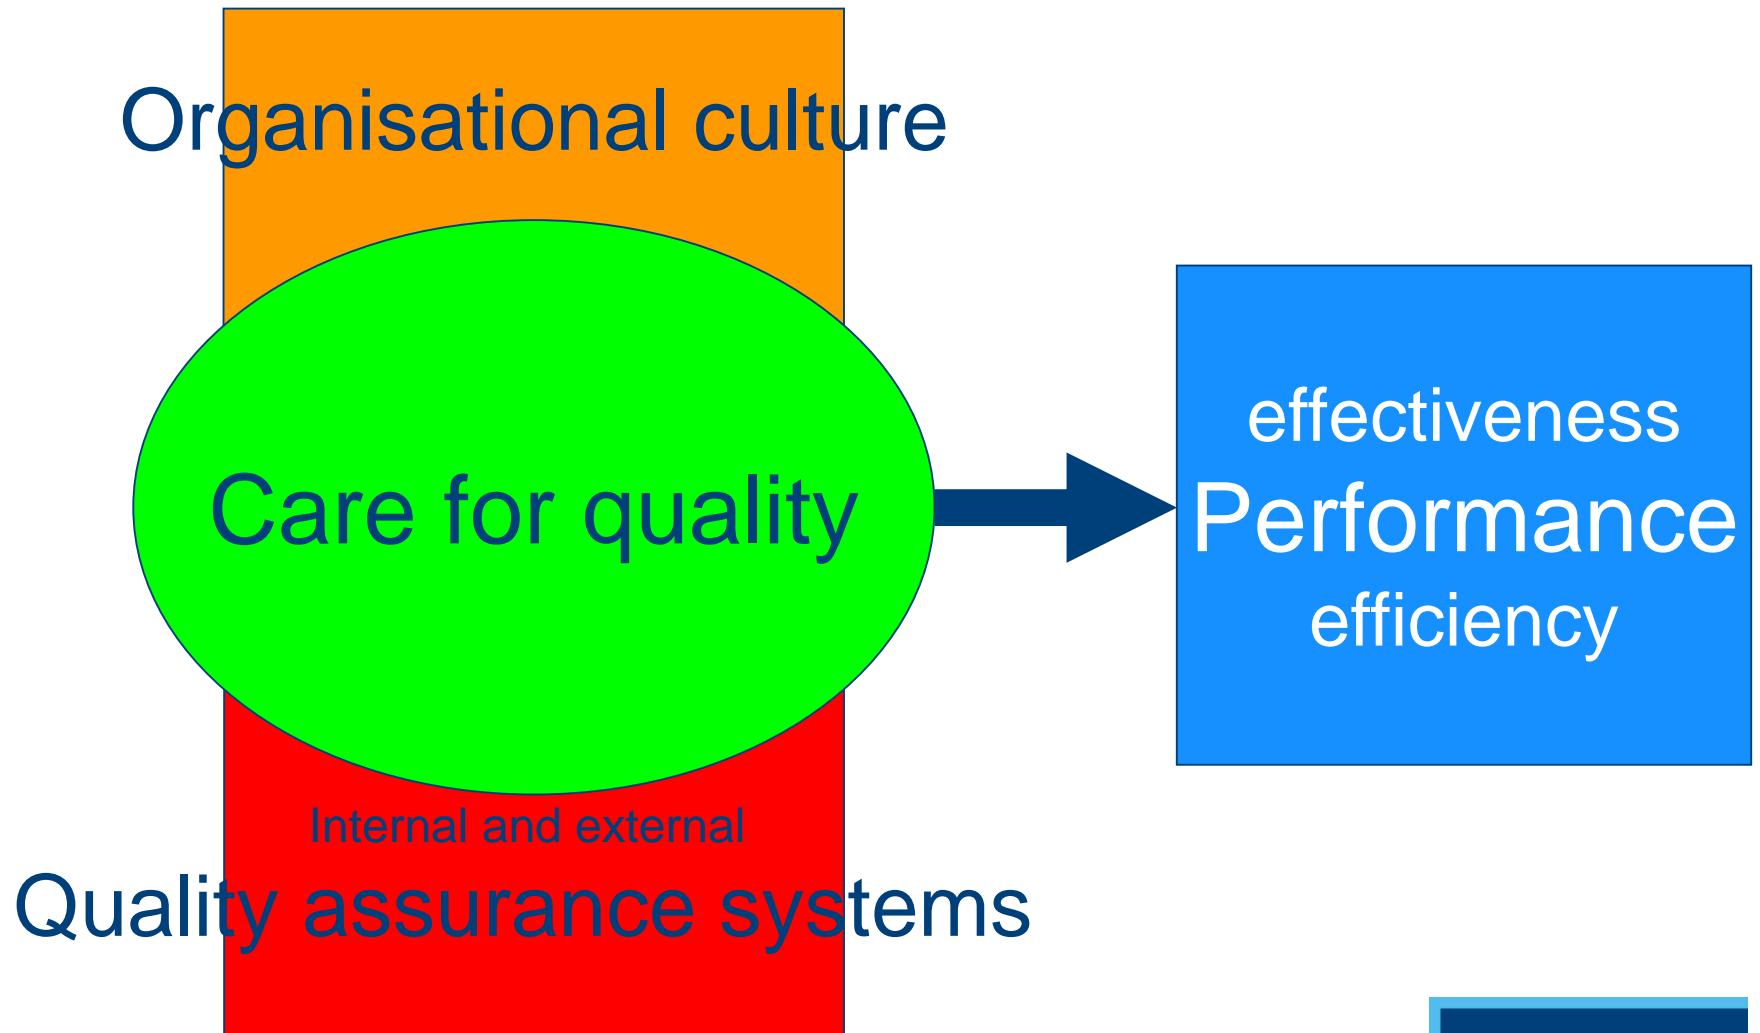 Organisational culture
Care for quality
Internal and external
Quality assurance systems
effectiveness
Performance
efficiency